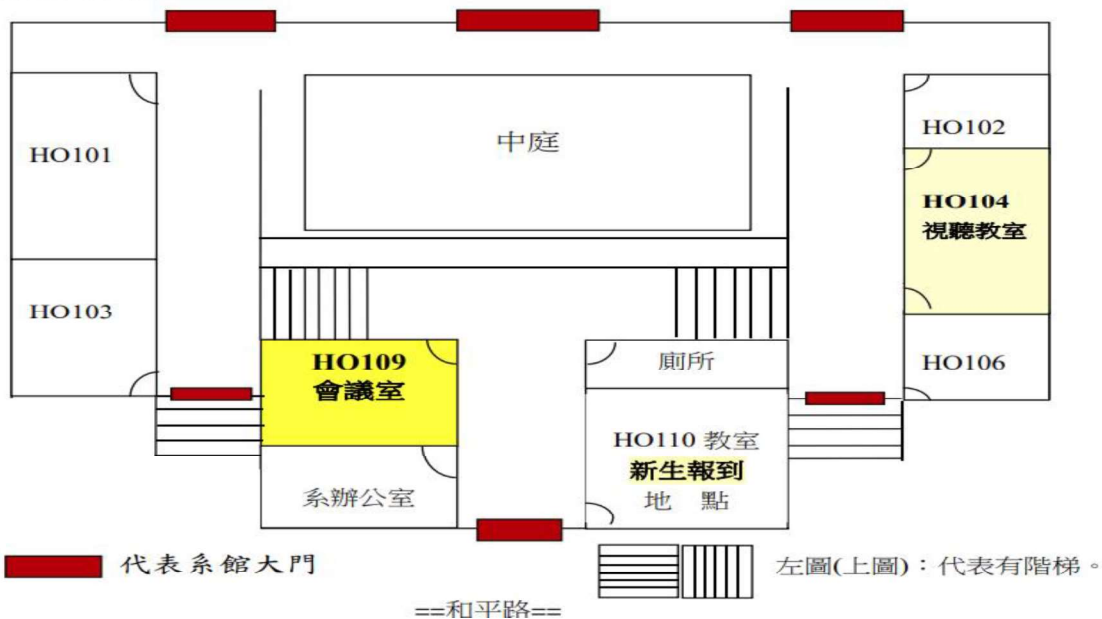 中庭
HO101
HO102
HO104
視聽教室
HO103
HO109
會議室
廁所
HO106
HO110 教室
新生報到
地 點
系辦公室
代表系館大門
左圖(上圖)：代表有階梯。
==和平路==